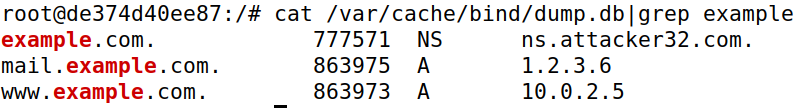 root@de374d40ee87:/# cat /var/cache/bind/dump.db|grep example
example.com. 777571 NS ns.attacker32.com.
mail.example.com. 863975 A 1.2.3.6
www.example.com. 863973 A 10.0.2.5